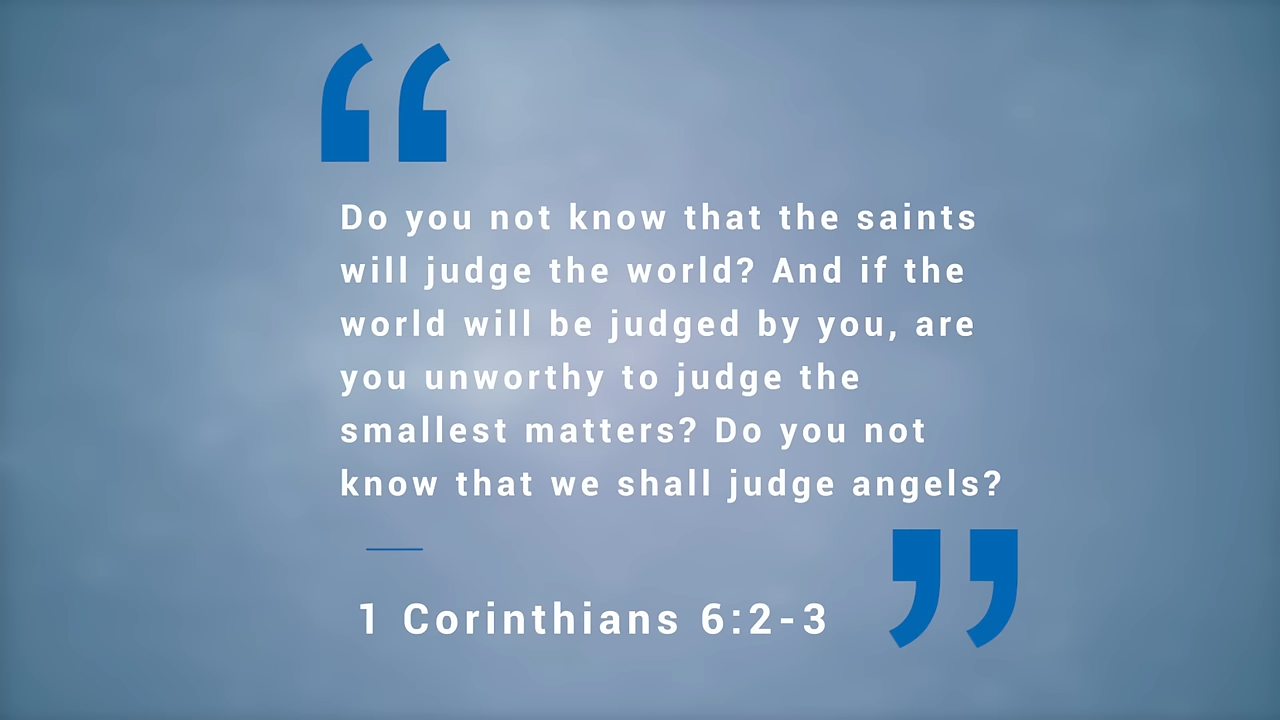 “
Do you not know that the saints
will judge the world? And if the
world will be judged by you, are
you unworthy to judge the
smallest matters? Do you not
know that we shall judge angels?
”
1 Corinthians 6:2-3